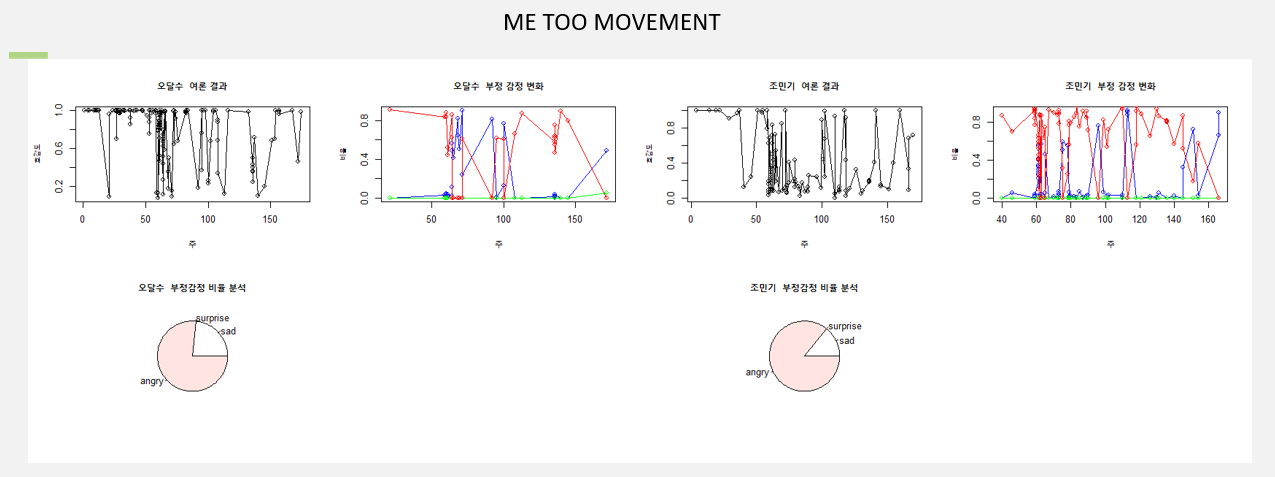 ME TOO MOVEMENT
오달수 여론 결과
호감도
1.0
0.6
0.2
0 50 100 150
주
오달수 부정 감정 변화
비율
0.8
0.4
0.0
50 100 150
주
조민기 여론 결과
호감도
0.8
0.4
0.0
0 50 100 150
주
조민기 부정 감정 변화
비율
0.8
0.4
0.0
40 60 80 100 120 140 160
주
오달수 부정감정 비율 분석
surprise
sad
angry
조민기 부정감정 비율 분석
surprise
sad
angry